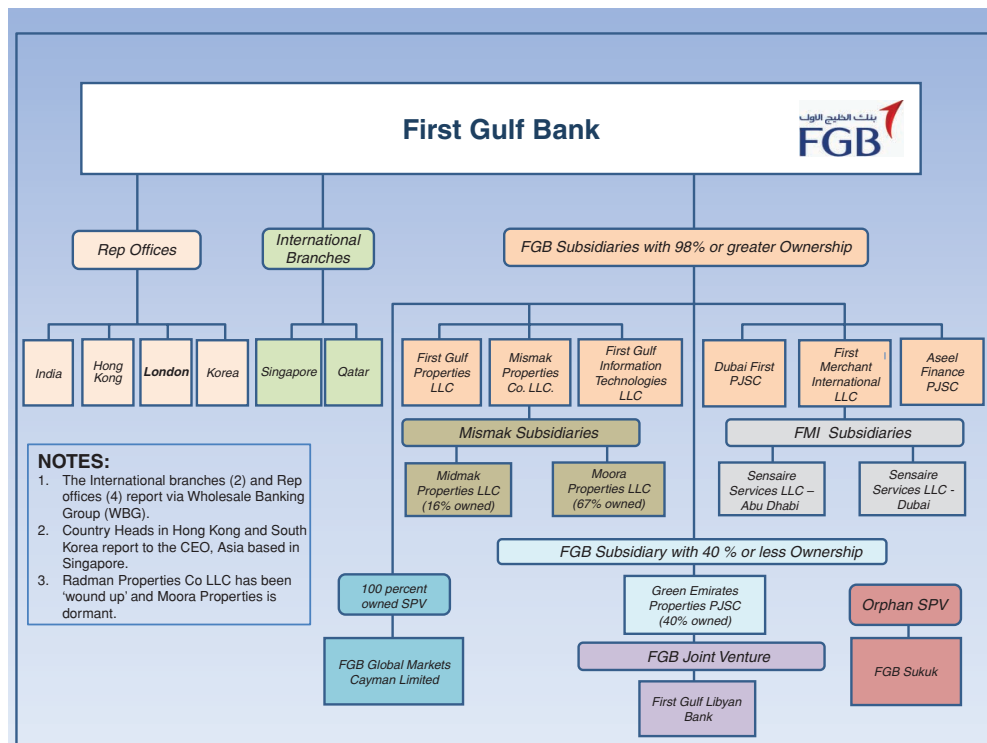 First Gulf Bank
بنك الخليج الأول
FGB
Rep Offices
International
Branches
FGB Subsidiaries with 98% or greater Ownership
India
Hong
Kong
London
Korea
Singapore
Qatar
First Gulf
Properties
LLC
Mismak
Properties
Co. LLC.
First Gulf
Information
Technologies
LLC
Dubai First
PJSC
First
Merchant
International
LLC
Aseel
Finance
PJSC
Mismak Subsidiaries
FMI Subsidiaries
Midmak
Properties LLC
(16% owned)
Moora
Properties LLC
(67% owned)
Sensaire
Services LLC –
Abu Dhabi
Sensaire
Services LLC -
Dubai
NOTES:
1. The International branches (2) and Rep
offices (4) report via Wholesale Banking
Group (WBG).
2. Country Heads in Hong Kong and South
Korea report to the CEO, Asia based in
Singapore.
3. Radman Properties Co LLC has been
‘wound up’ and Moora Properties is
dormant.
FGB Subsidiary with 40 % or less Ownership
100 percent
owned SPV
Green Emirates
Properties PJSC
(40% owned)
Orphan SPV
FGB Global Markets
Cayman Limited
FGB Joint Venture
FGB Sukuk
First Gulf Libyan
Bank